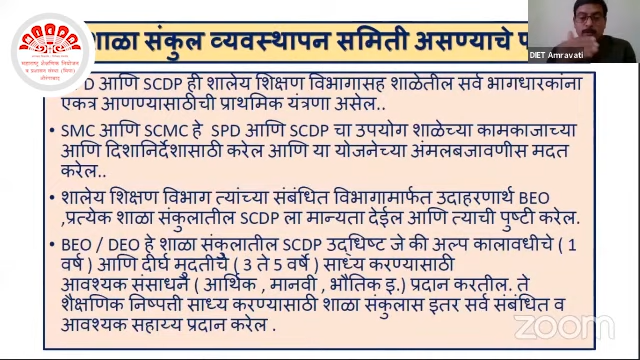 शाळा संकुल व्यवस्थापन समिती असण्याचे
DIET Amravati
आणि SCDP ही शालेय शिक्षण विभागासह शाळेतील सर्व भागधारकांना
एकत्र आणण्यासाठीची प्राथमिक यंत्रणा असेल..
• SMC आणि SCMC हे SPD आणि SCDP चा उपयोग शाळेच्या कामकाजाच्या
आणि दिशानिर्देशासाठी करेल आणि या योजनेच्या अंमलबजावणीस मदत
करेल..
• शालेय शिक्षण विभाग त्यांच्या संबंधित विभागामार्फत उदाहरणार्थ BEO
,प्रत्येक शाळा संकुलातील SCDP ला मान्यता देईल आणि त्याची पुष्टी करेल.
• BEO / DEO हे शाळा संकुलातील SCDP उद्धिष्ट जे की अल्प कालावधीचे ( 1
वर्ष ) आणि दीर्घ मुदतीचे ( 3 ते 5 वर्षे ) साध्य करण्यासाठी
आवश्यक संसाधने ( आर्थिक , मानवी , भौतिक इ.) प्रदान करतील. ते
शैक्षणिक निष्पत्ती साध्य करण्यासाठी शाळा संकुलास इतर सर्व संबंधित व
आवश्यक सहाय्य प्रदान करेल .
zoom